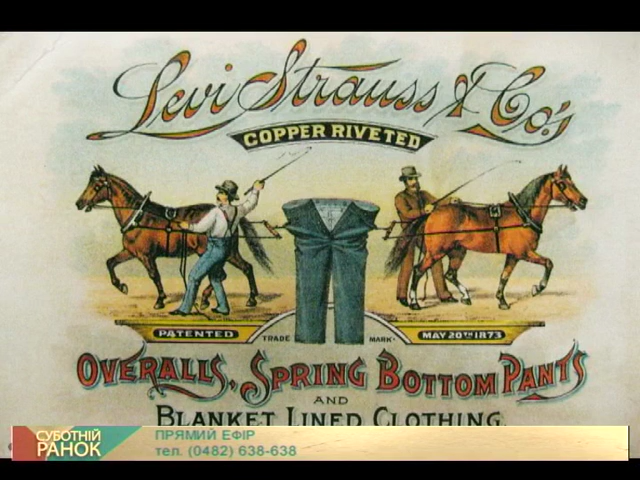 Levi Strauss & Co's
COPPER RIVETED
PATENTED
TRADE MARK
MAY 20TH 1873
OVERALLS, SPRING BOTTOM PANTS
AND
BLANKET LINED CLOTHING
СУБОТНІЙ
РАНОК
ПРЯМИЙ ЕФІР
тел. (0482) 638-638